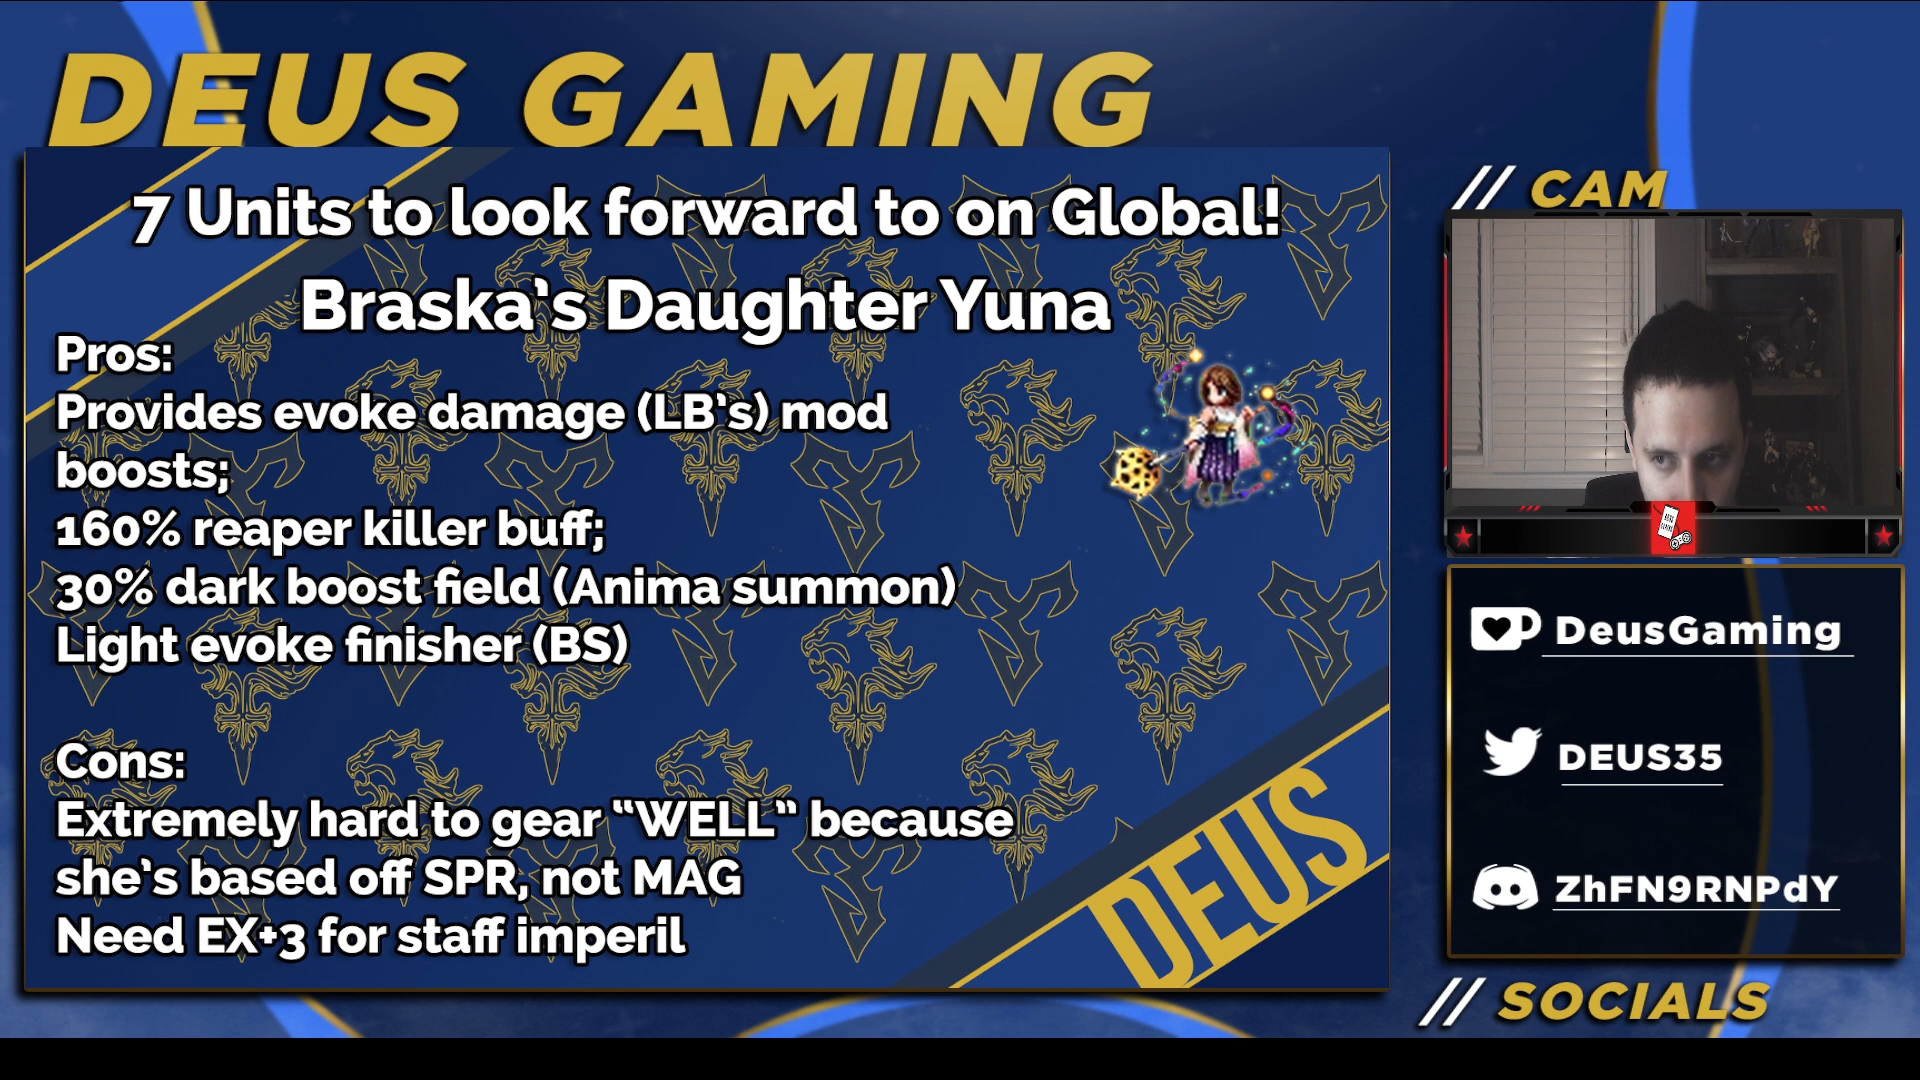 DEUS GAMING
7 Units to look forward to on Global!
Braska's Daughter Yuna
Pros:
Provides evoke damage (LB's) mod
boosts;
160% reaper killer buff;
30% dark boost field (Anima summon)
Light evoke finisher (BS)
Cons:
Extremely hard to gear “WELL” because
she's based off SPR, not MAG
Need EX+3 for staff imperil
DEUS
// CAM
DeusGaming
DEUS35
ZhFN9RNPdY
// SOCIALS